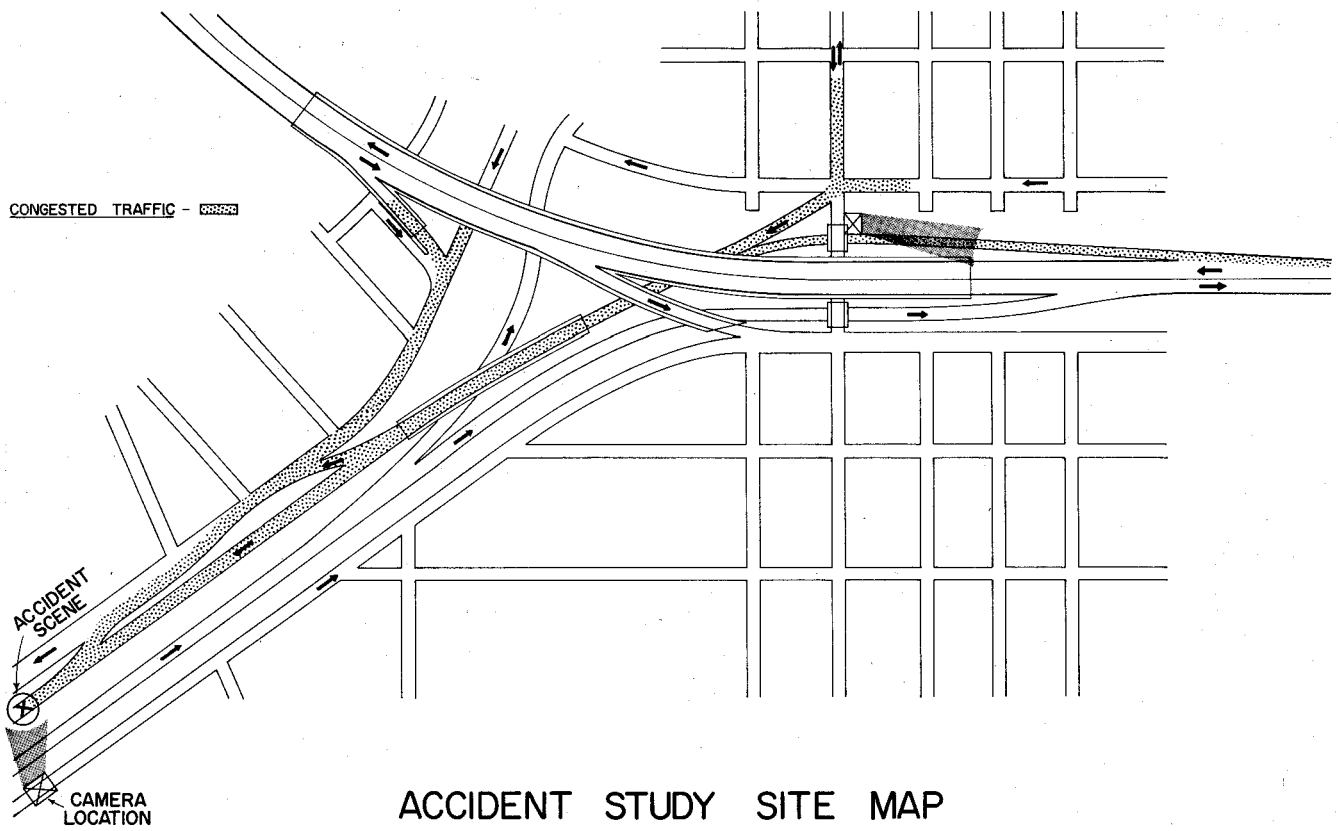 CONGESTED TRAFFIC -
ACCIDENT
SCENE
CAMERA
LOCATION
ACCIDENT STUDY SITE MAP